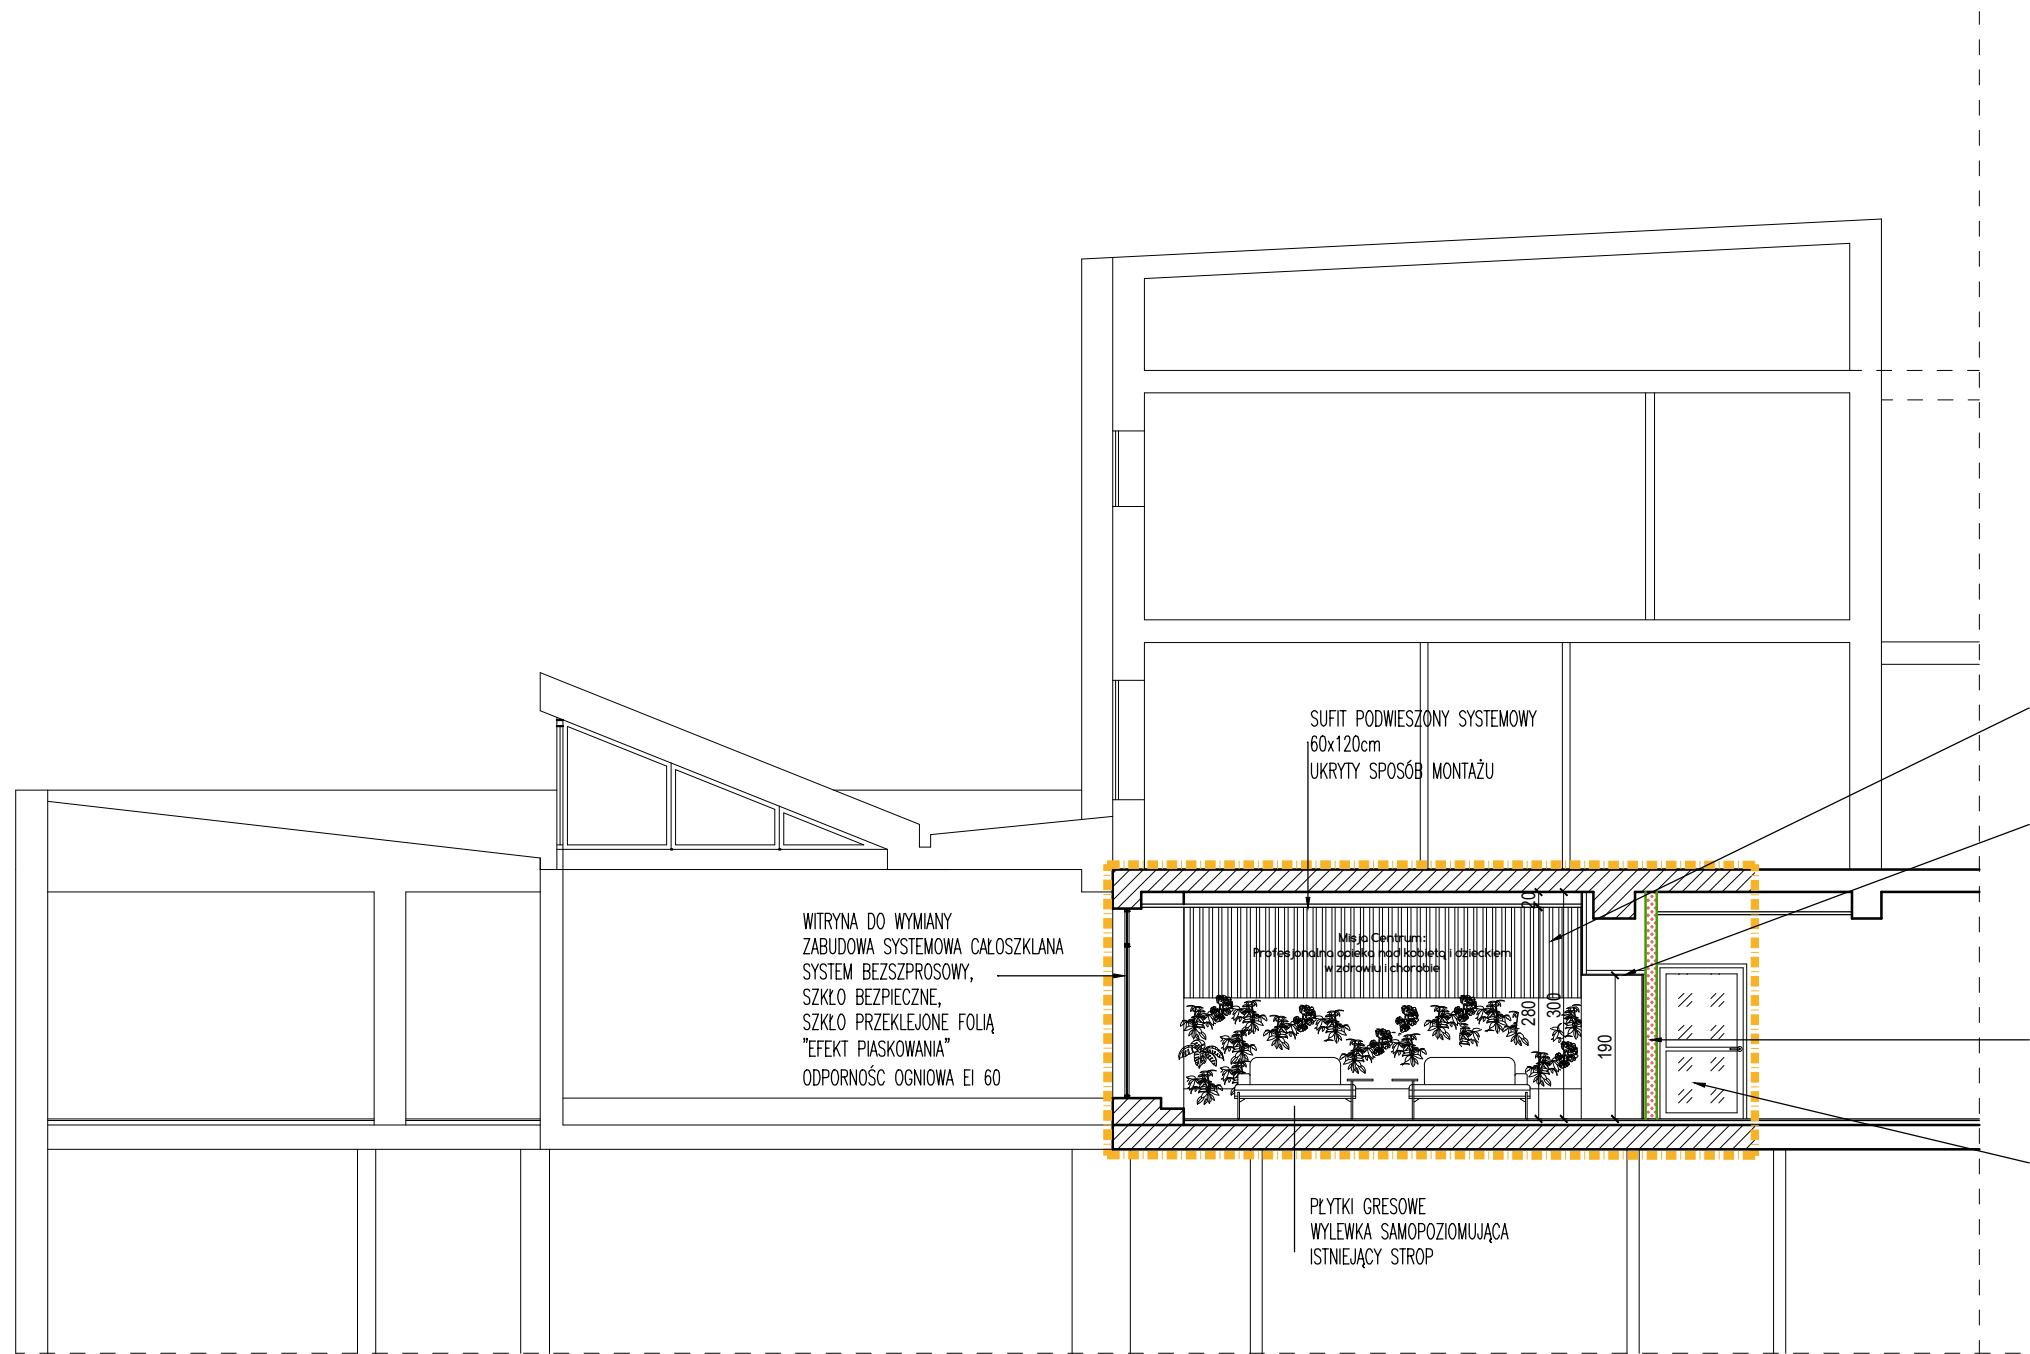 SUFIT PODWIESZONY SYSTEMOWY
60x120cm
UKRYTY SPOSÓB MONTAŻU
WITRYNA DO WYMIANY
ZABUDOWA SYSTEMOWA CAŁOSZKLANA
SYSTEM BEZSZPROSOWY,
SZKŁO BEZPIECZNE,
SZKŁO PRZEKLEJONE FOLIĄ
"EFEKT PIASKOWANIA"
ODPORNOŚC OGNIOWA EI 60
Misja Centrum:
Profesjonalna opieka nad kobietą i dzieckiem
w zdrowiu i chorobie
20
280
300
190
PŁYTKI GRESOWE
WYLEWKA SAMOPOZIOMUJĄCA
ISTNIEJĄCY STROP